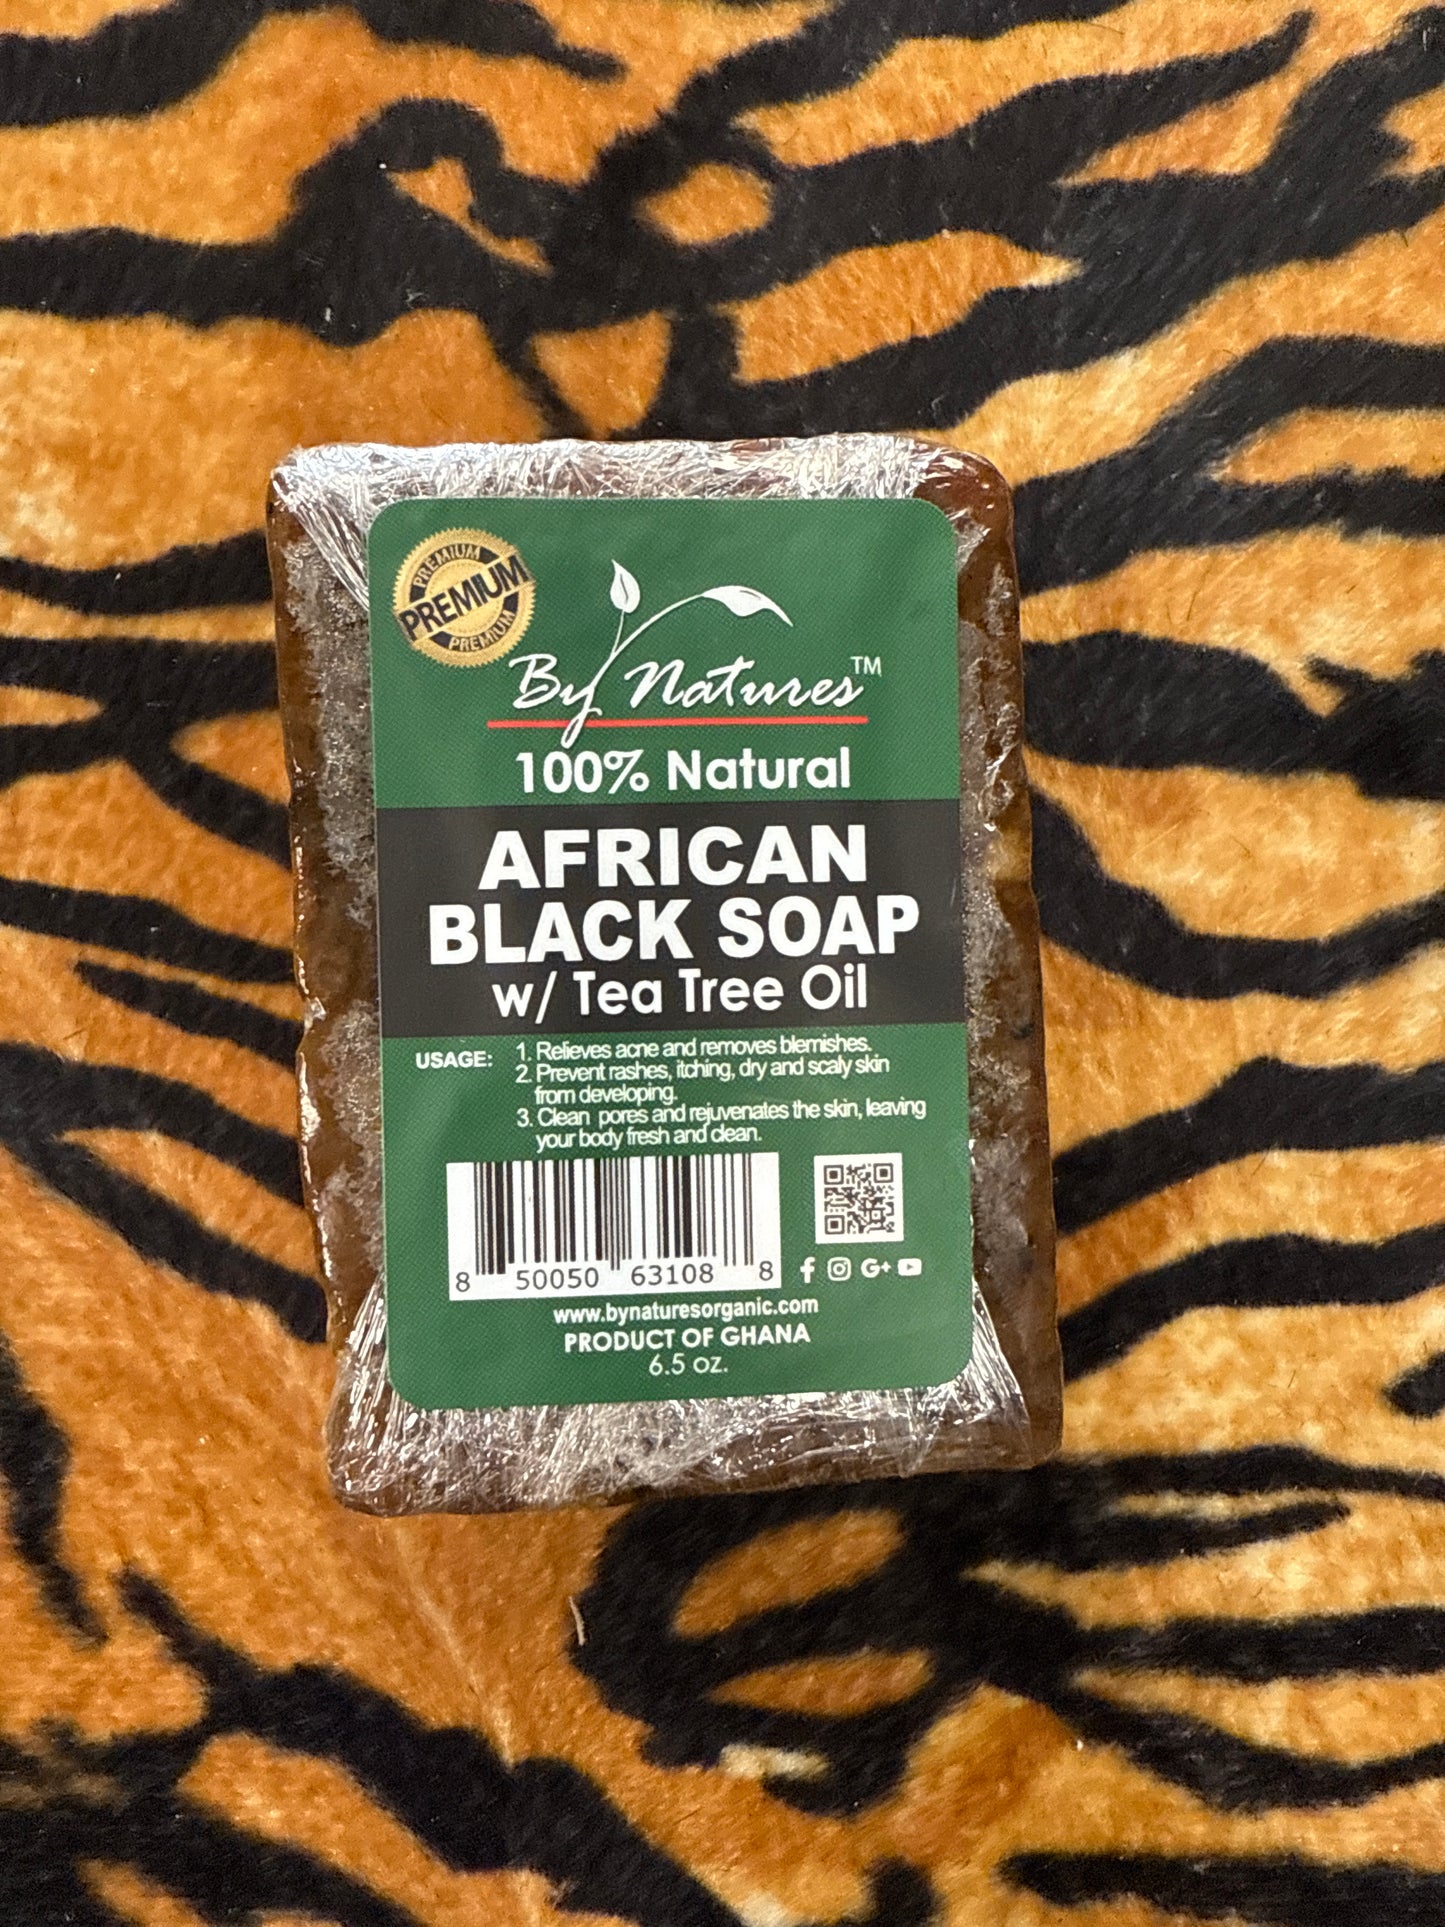 PREMIUM
PREMIUM
PREMIUM
By Natures™
100% Natural
AFRICAN
BLACK SOAP
w/ Tea Tree Oil
USAGE: 1. Relieves acne and removes blemishes.
2. Prevent rashes, itching, dry and scaly skin
from developing.
3. Clean pores and rejuvenates the skin, leaving
your body fresh and clean.
8 50050 63108 8
G+
www.bynaturesorganic.com
PRODUCT OF GHANA
6.5 oz.